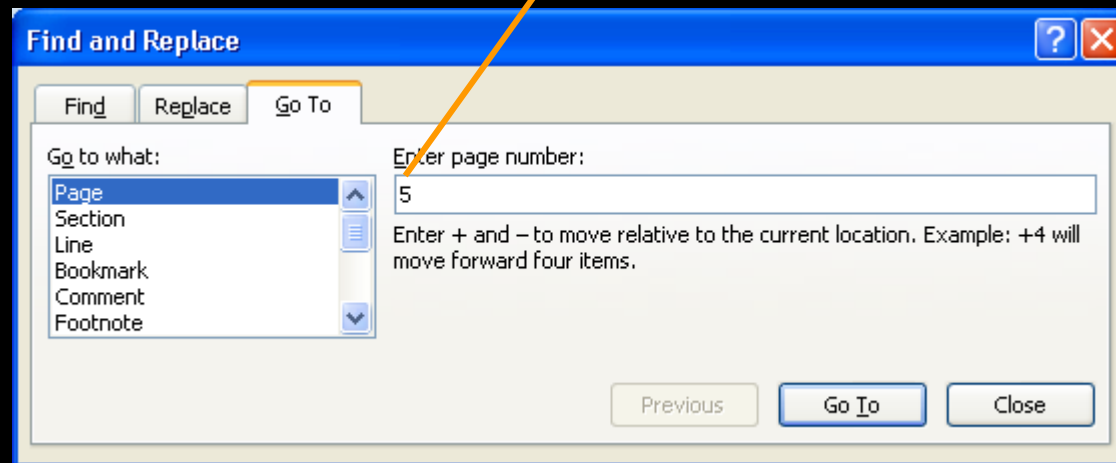 Find and Replace
Find
Replace
Go To
Go to what:
Page
Section
Line
Bookmark
Comment
Footnote
Enter page number:
5
Enter + and – to move relative to the current location. Example: +4 will
move forward four items.
Previous
Go To
Close